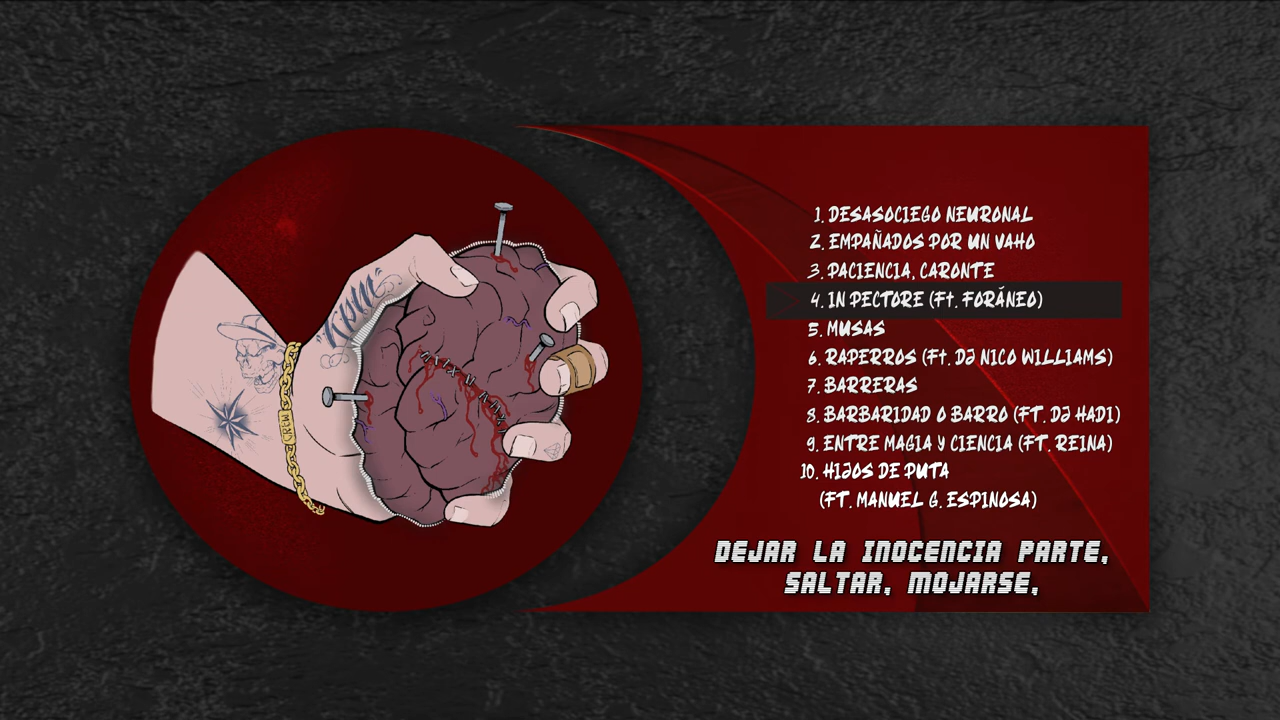 "KPM"
1. DESASOCIEGO NEURONAL
2. EMPAÑADOS POR UN VAHO
3. PACIENCIA, CARONTE
4. IN PECTORE (Ft. FORÁNEO)
5. MUSAS
6. RAPERROS (Ft. DJ NICO WILLIAMS)
7. BARRERAS
8. BARBARIDAD O BARRO (FT. DJ HADI)
9. ENTRE MAGIA Y CIENCIA (FT. REINA)
10. HIJOS DE PUTA
(FT. MANUEL G. ESPINOSA)
DEJAR LA INOCENCIA PARTE,
SALTAR, MOJARSE,